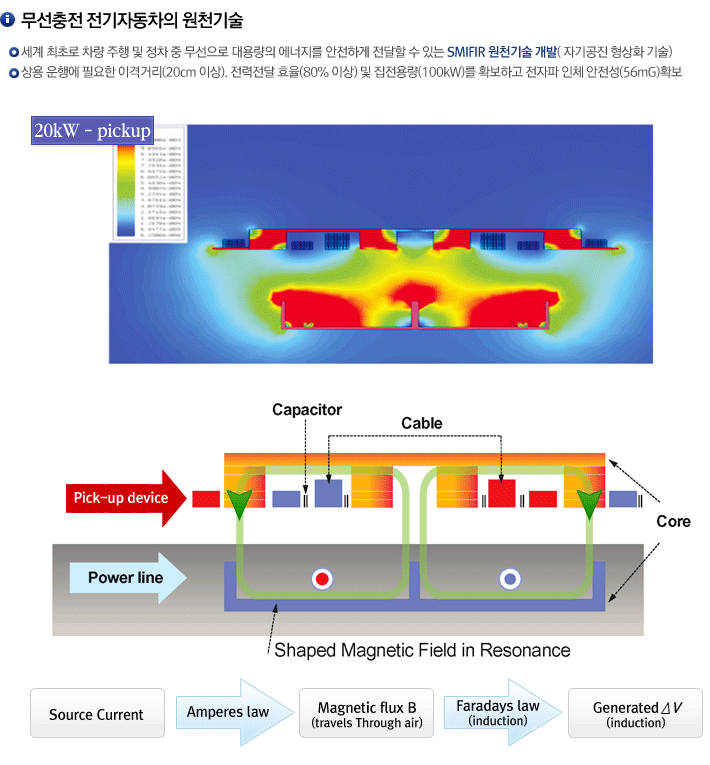 무선충전 전기자동차의 원천기술
세계 최초로 차량 주행 및 정차 중 무선으로 대용량의 에너지를 안전하게 전달할 수 있는 SMIFIR 원천기술 개발( 자기공진 형상화 기술)
상용 운행에 필요한 이격거리(20cm 이상). 전력전달 효율(80% 이상) 및 집전용량(100kW)를 확보하고 전자파 인체 안전성(56mG)확보
20kW - pickup
Capacitor
Cable
Pick-up device
Core
Power line
Shaped Magnetic Field in Resonance
Source Current
Amperes law
Magnetic flux B
(travels Through air)
Faradays law
(induction)
Generated ΔV
(induction)